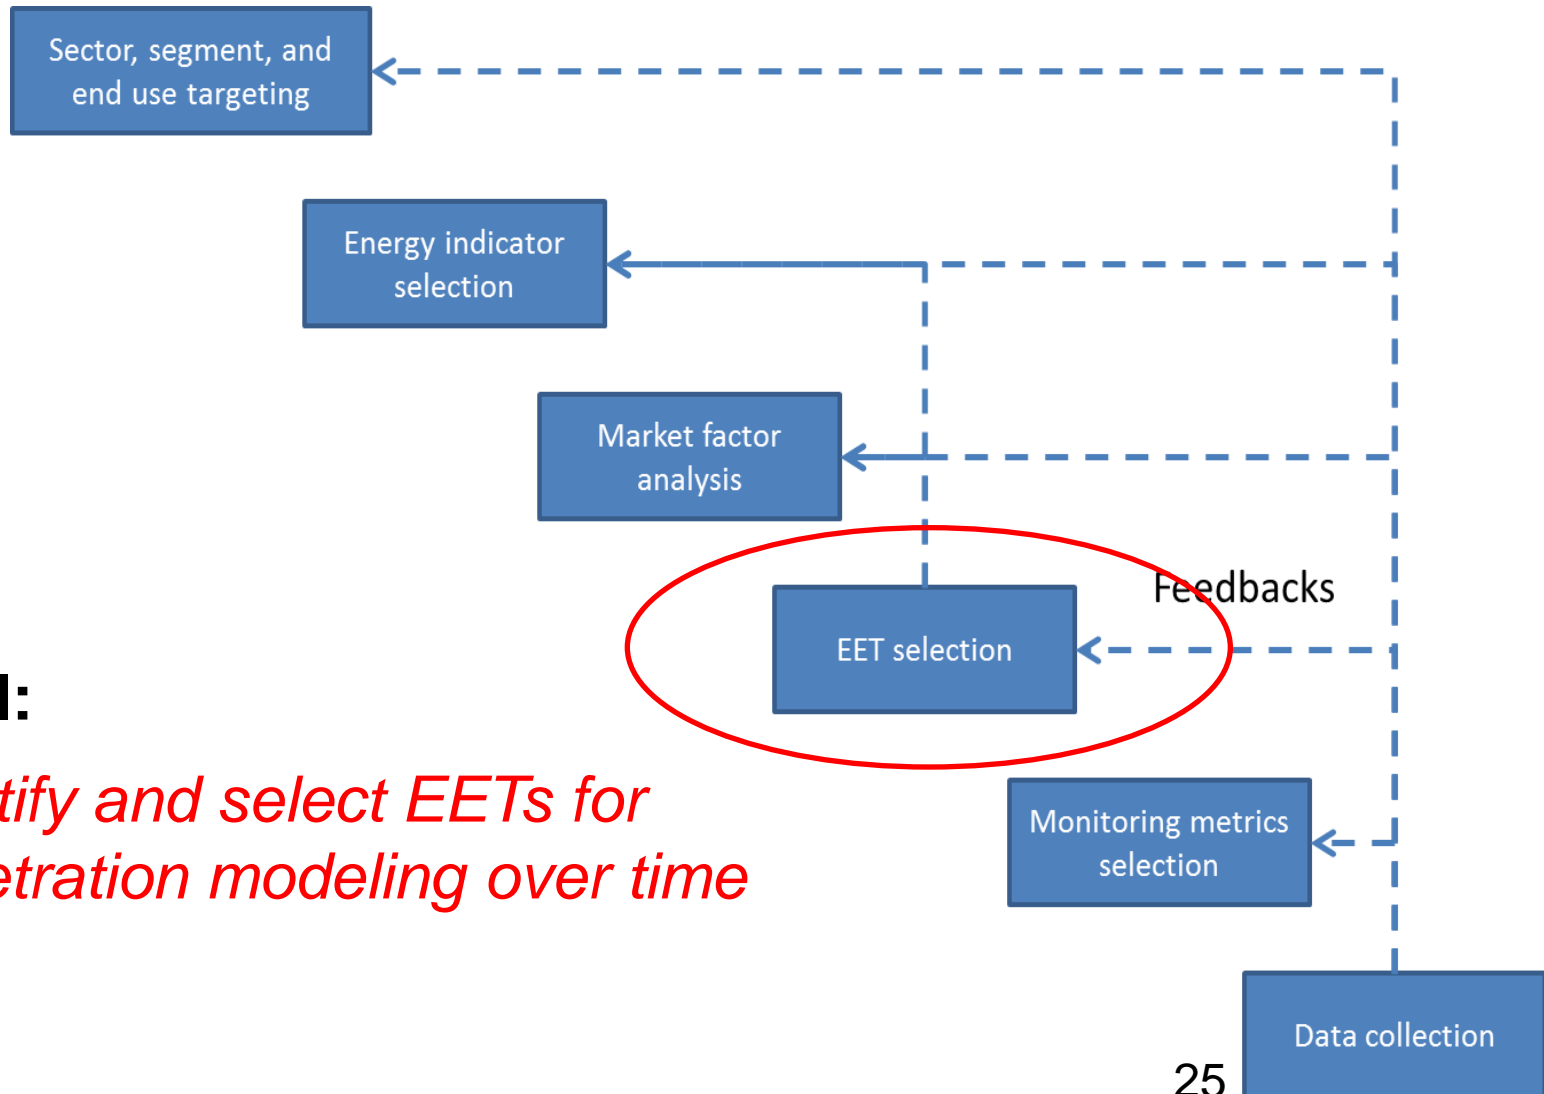 Sector, segment, and
end use targeting
Energy indicator
selection
Market factor
analysis
Feedbacks
EET selection
l:
tify and select EETs for
etration modeling over time
Monitoring metrics
selection
Data collection
25